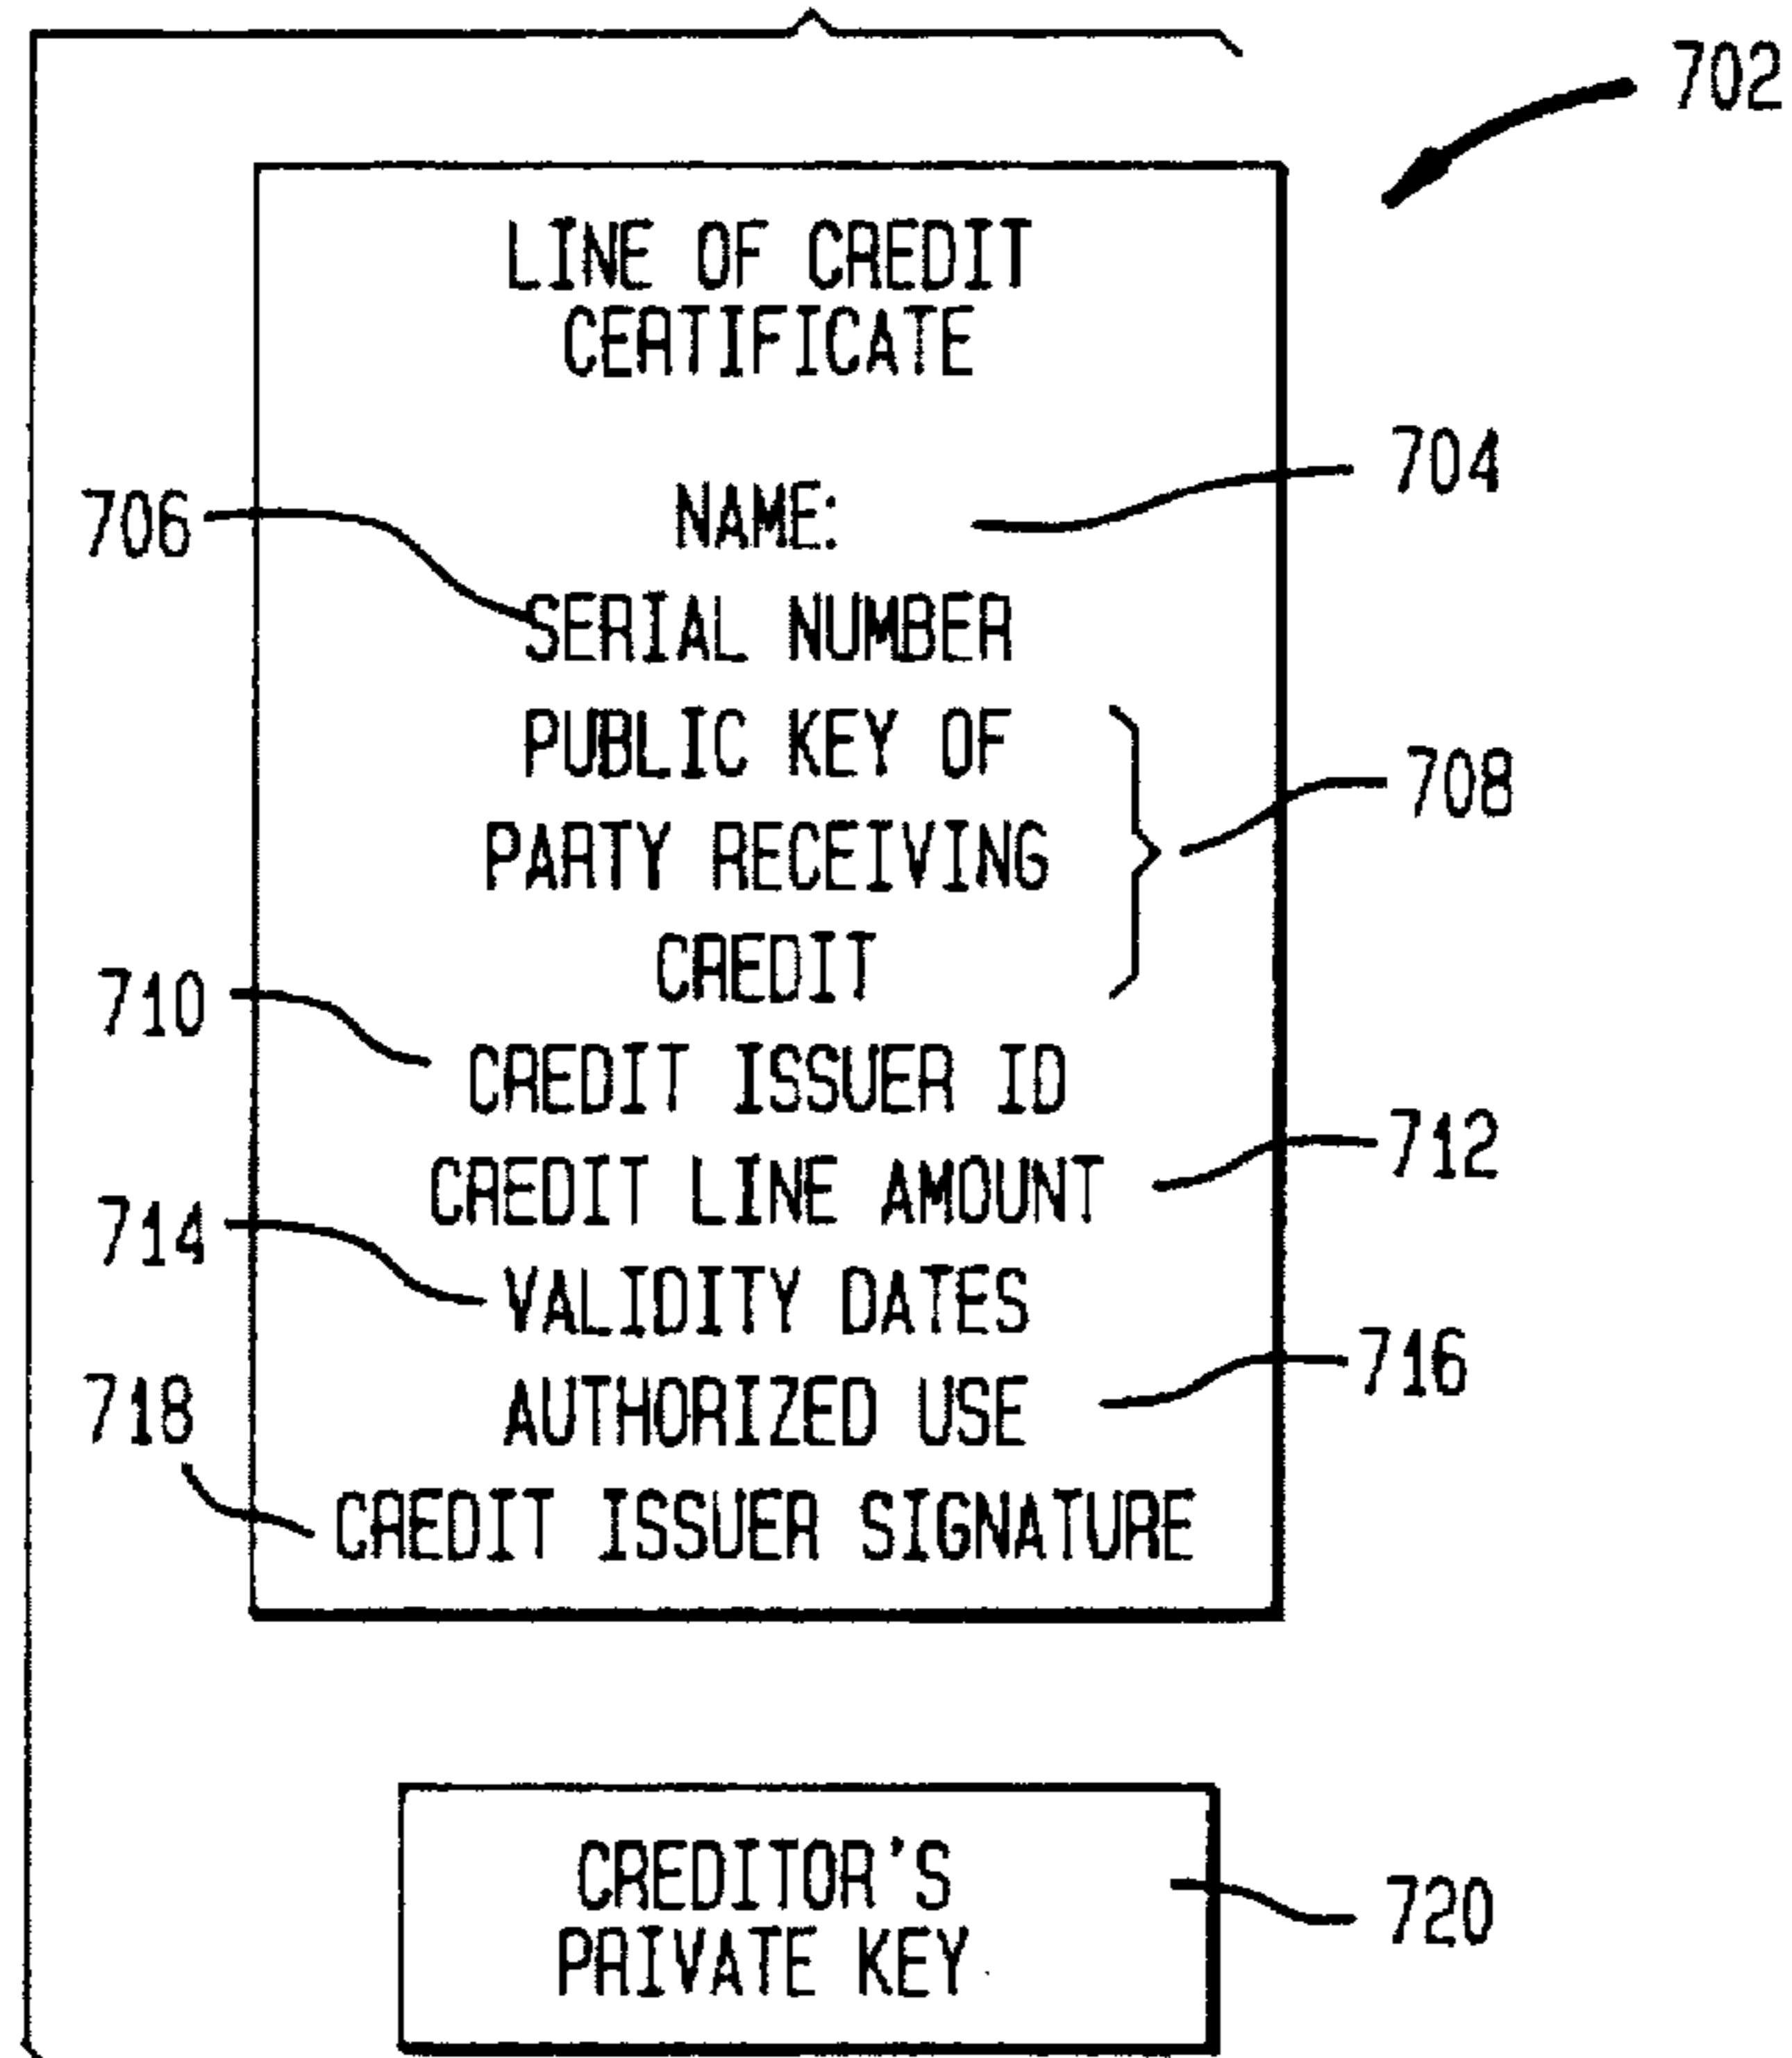 702
LINE OF CREDIT
CERTIFICATE
704
706
NAME:
SERIAL NUMBER
PUBLIC KEY OF
708
PARTY RECEIVING
CREDIT
710
CREDIT ISSUER ID
712
CREDIT LINE AMOUNT
714
VALIDITY DATES
716
AUTHORIZED USE
718
CREDIT ISSUER SIGNATURE
CREDITOR'S
720
PRIVATE KEY